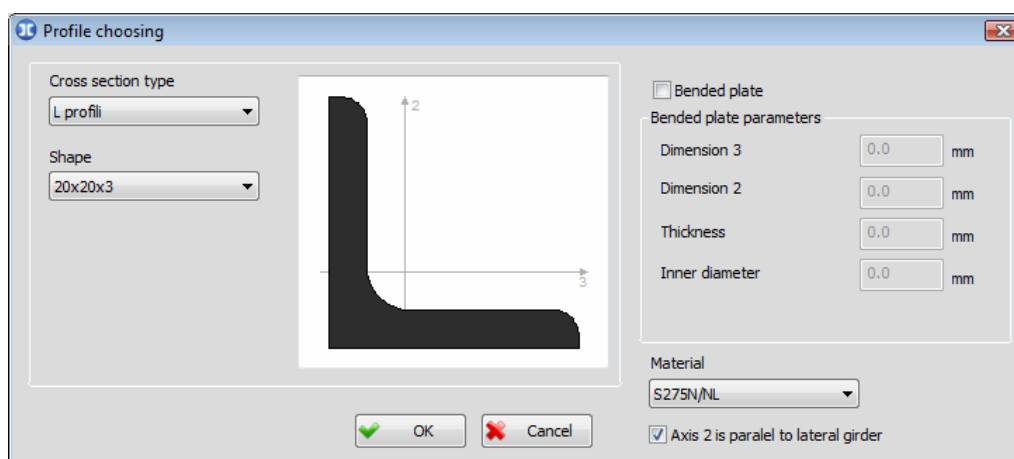 Profile choosing
Cross section type
L profili
Shape
20x20x3
2
3
Bended plate
Bended plate parameters
Dimension 3 0.0 mm
Dimension 2 0.0 mm
Thickness 0.0 mm
Inner diameter 0.0 mm
Material
S275N/NL
Axis 2 is paralel to lateral girder
OK Cancel